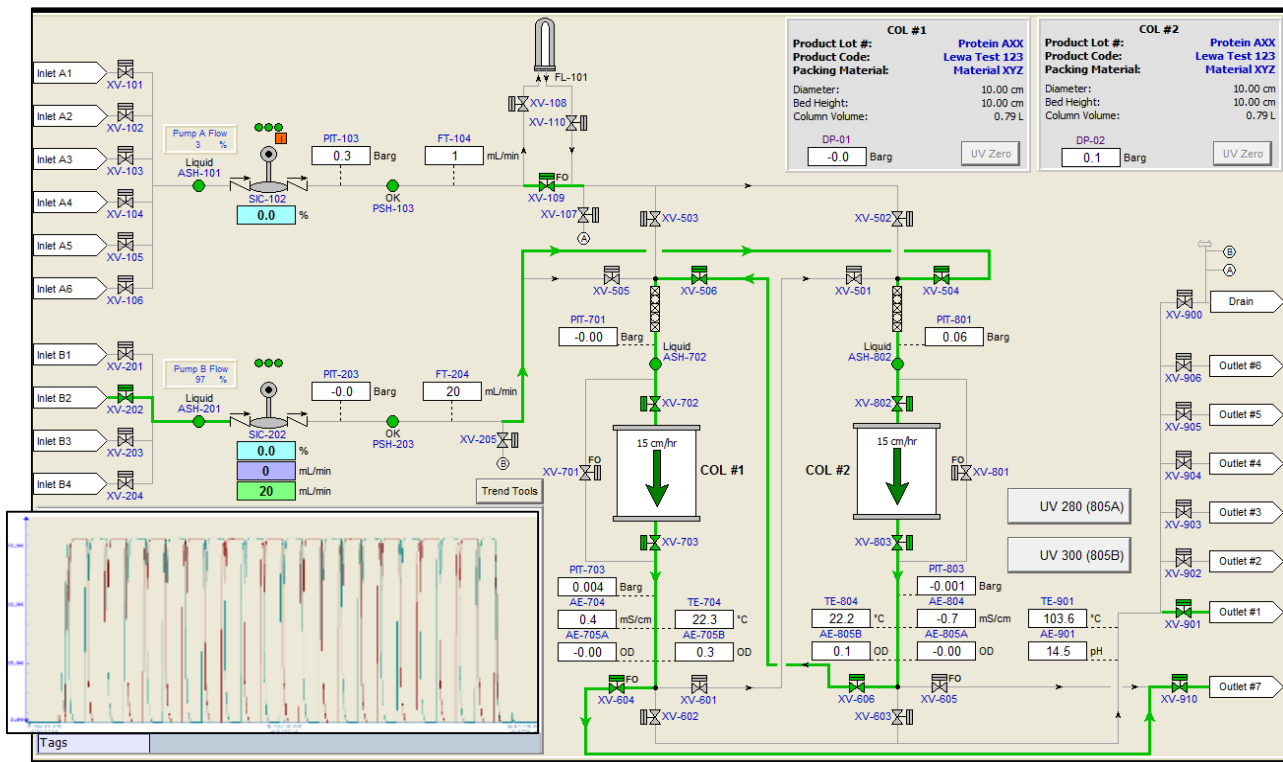 COL #1
Product Lot #: Protein AXX
Product Code: Lewa Test 123
Packing Material: Material XYZ
Diameter: 10.00 cm
Bed Height: 10.00 cm
Column Volume: 0.79 L
DP-01
-0.0 Barg
UV Zero
COL #2
Product Lot #: Protein AXX
Product Code: Lewa Test 123
Packing Material: Material XYZ
Diameter: 10.00 cm
Bed Height: 10.00 cm
Column Volume: 0.79 L
DP-02
0.1 Barg
UV Zero
Inlet A1
XV-101
Inlet A2
XV-102
Inlet A3
XV-103
Inlet A4
XV-104
Inlet A5
XV-105
Inlet A6
XV-106
Pump A Flow
3 %
Liquid
ASH-101
I
SIC-102
0.0 %
PIT-103
0.3 Barg
OK
PSH-103
FT-104
1 mL/min
FL-101
XV-108
XV-110
FO
XV-109
XV-107
A
XV-503
XV-502
Inlet B1
XV-201
Inlet B2
XV-202
Inlet B3
XV-203
Inlet B4
XV-204
Pump B Flow
97 %
Liquid
ASH-201
SIC-202
0.0 %
0 mL/min
20 mL/min
PIT-203
-0.0 Barg
OK
PSH-203
FT-204
20 mL/min
XV-205
B
Trend Tools
XV-505
XV-506
XV-501
XV-504
PIT-701
-0.00 Barg
Liquid
ASH-702
XV-702
FO
XV-701
15 cm/hr
COL #1
XV-703
PIT-703
0.004 Barg
AE-704
0.4 mS/cm
TE-704
22.3 °C
AE-705A
-0.00 OD
AE-705B
0.3 OD
FO
XV-604
XV-601
XV-602
PIT-801
0.06 Barg
Liquid
ASH-802
XV-802
FO
XV-801
15 cm/hr
COL #2
XV-803
PIT-803
-0.001 Barg
TE-804
22.2 °C
AE-804
-0.7 mS/cm
AE-805B
0.1 OD
AE-805A
-0.00 OD
XV-606
FO
XV-605
XV-603
TE-901
103.6 °C
AE-901
14.5 pH
UV 280 (805A)
UV 300 (805B)
B
A
XV-900
Drain
XV-906
Outlet #6
XV-905
Outlet #5
XV-904
Outlet #4
XV-903
Outlet #3
XV-902
Outlet #2
XV-901
Outlet #1
XV-910
Outlet #7
Tags